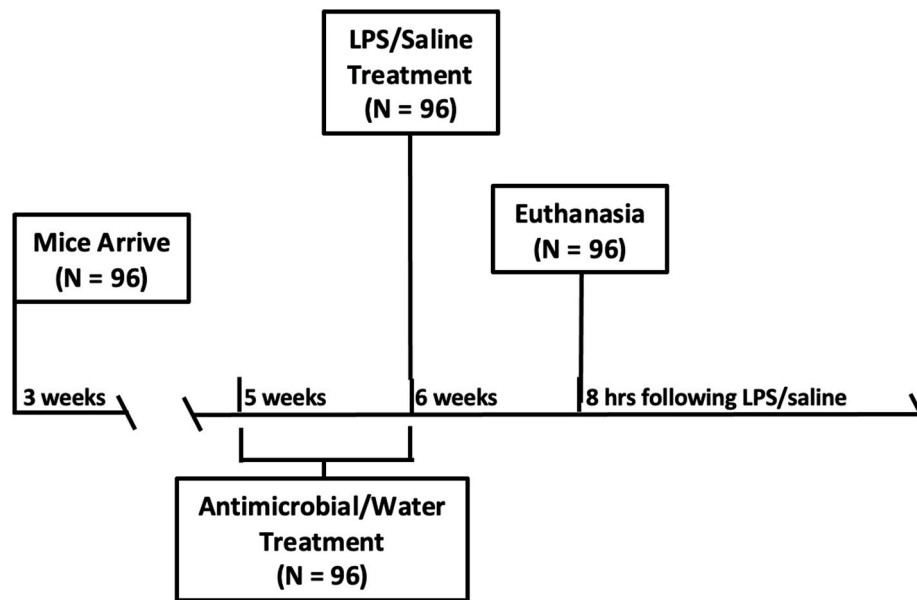 LPS/Saline
Treatment
(N = 96)
Euthanasia
(N = 96)
Mice Arrive
(N = 96)
3 weeks
5 weeks
6 weeks
8 hrs following LPS/saline
Antimicrobial/Water
Treatment
(N = 96)